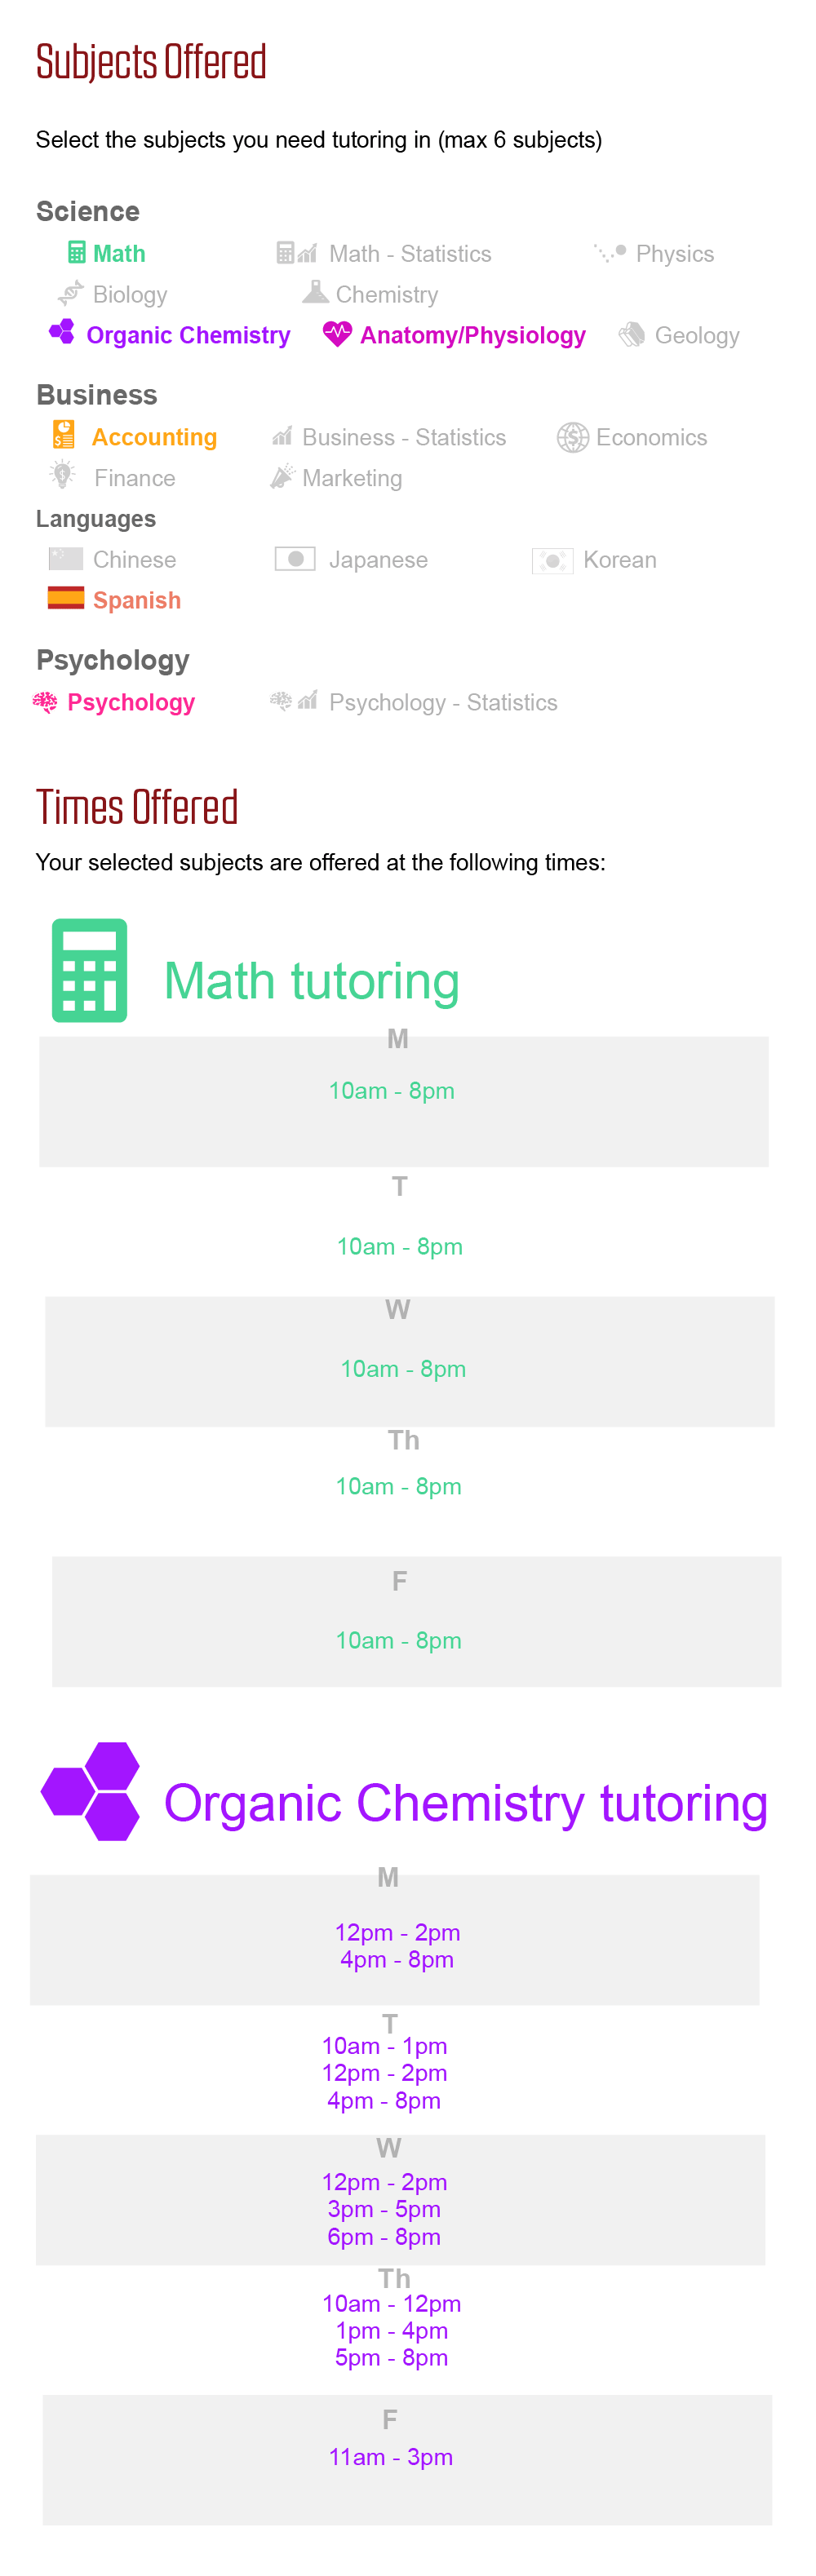 Subjects Offered
Select the subjects you need tutoring in (max 6 subjects)
Science
Math Math - Statistics Physics
Biology Chemistry
Organic Chemistry Anatomy/Physiology Geology
Business
Accounting Business - Statistics Economics
Finance Marketing
Languages
Chinese Japanese Korean
Spanish
Psychology
Psychology Psychology - Statistics
Times Offered
Your selected subjects are offered at the following times:
Math tutoring
M
10am - 8pm
T
10am - 8pm
W
10am - 8pm
Th
10am - 8pm
F
10am - 8pm
Organic Chemistry tutoring
M
12pm - 2pm
4pm - 8pm
T
10am - 1pm
12pm - 2pm
4pm - 8pm
W
12pm - 2pm
3pm - 5pm
6pm - 8pm
Th
10am - 12pm
1pm - 4pm
5pm - 8pm
F
11am - 3pm